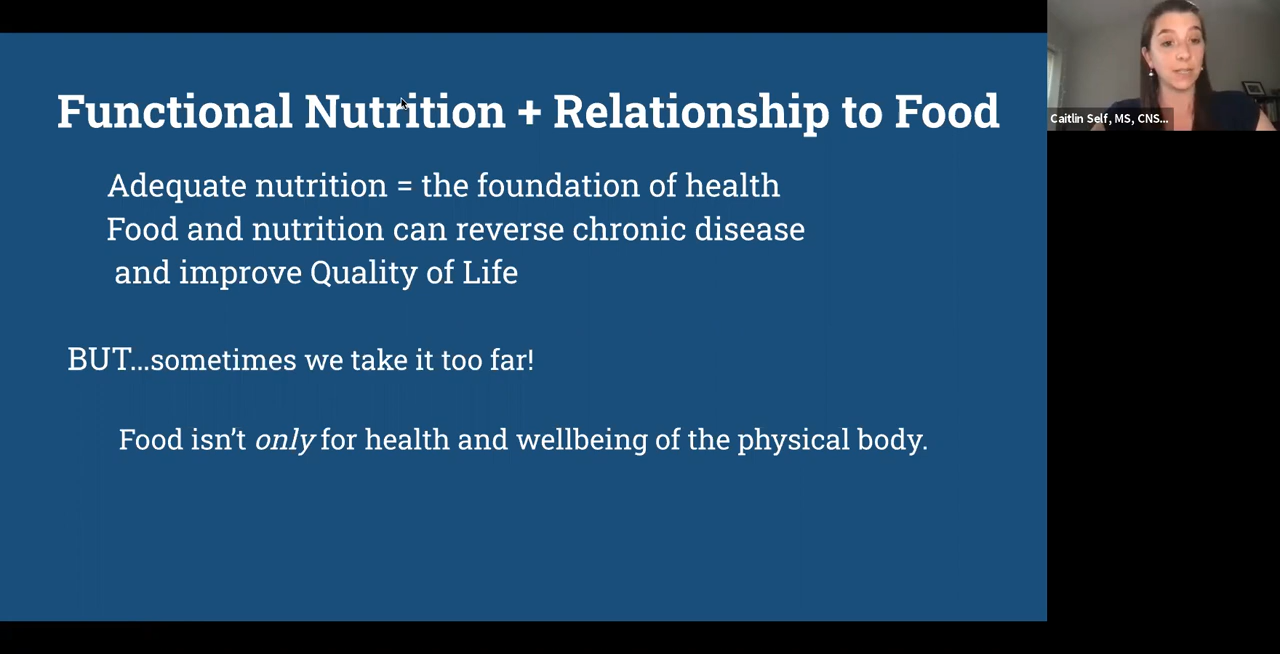 Functional Nutrition + Relationship to Food
Adequate nutrition = the foundation of health
Food and nutrition can reverse chronic disease
and improve Quality of Life
BUT...sometimes we take it too far!
Food isn’t only for health and wellbeing of the physical body.
Caitlin Self, MS, CNS...